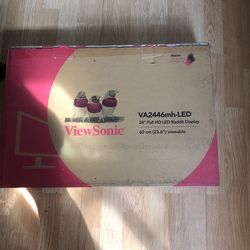 ViewSonic
VA2446mh-LED
24" Full HD LED Backlit Display
60 cm (23.6") viewable